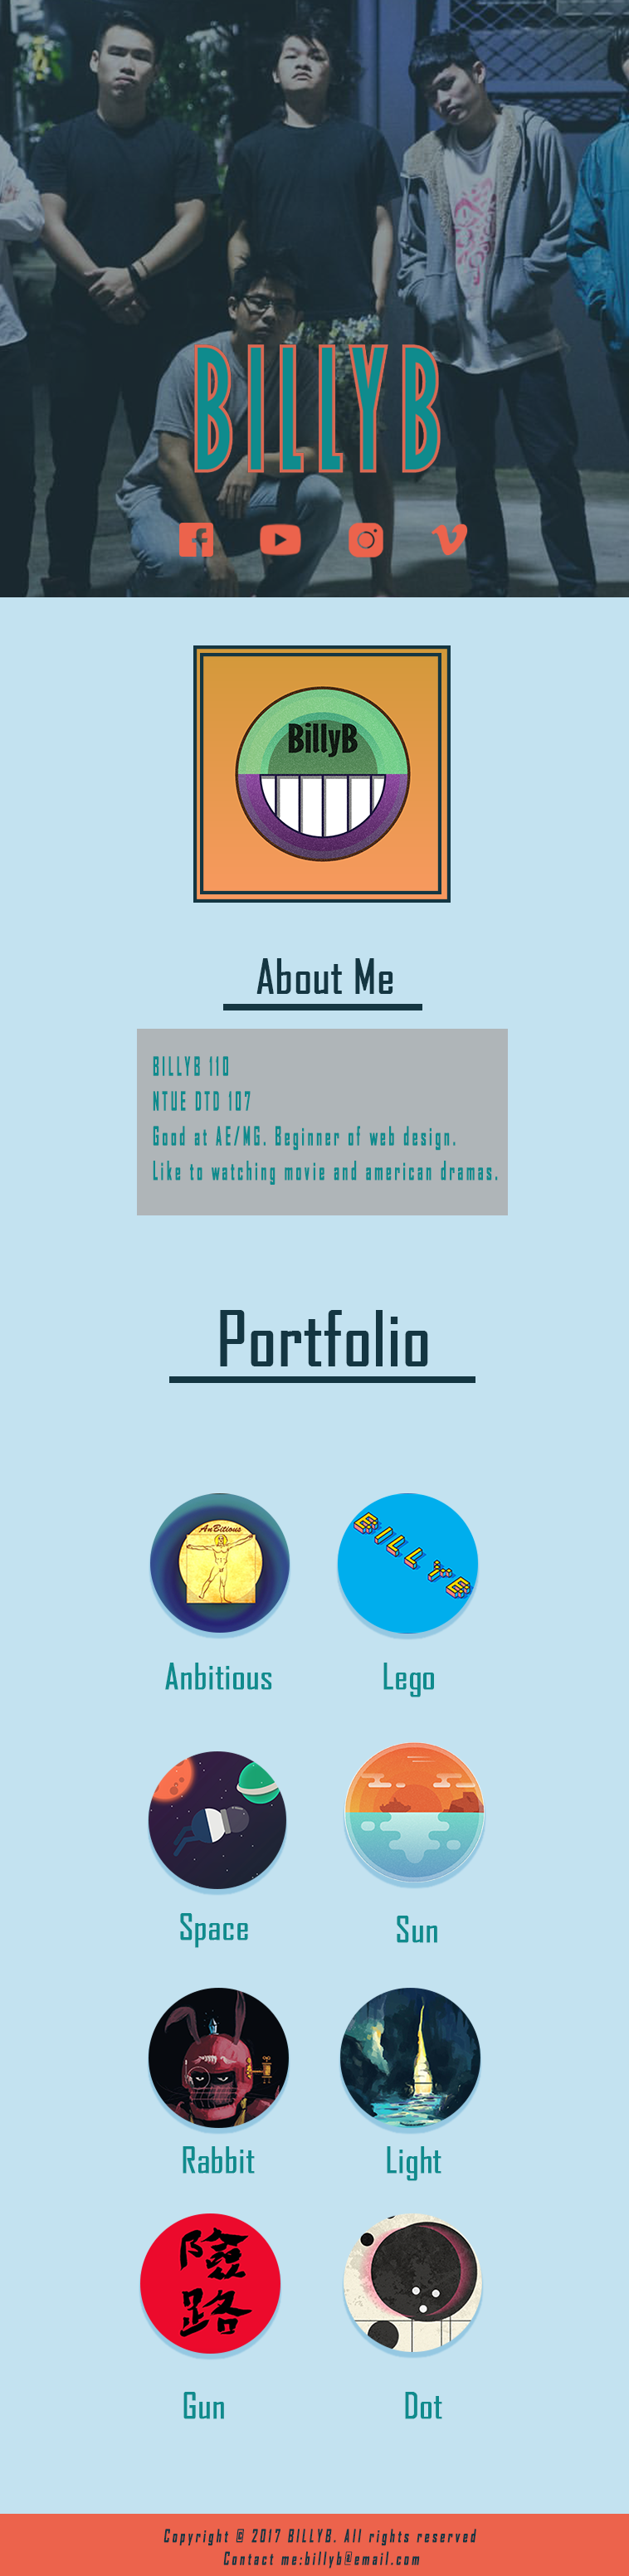 BILLYB
BillyB
About Me
BILLYB 110
NTUE DTD 107
Good at AE/MG. Beginner of web design.
Like to watching movie and american dramas.
Portfolio
AnBitious
BILLYB
Anbitious
Lego
Space
Sun
Rabbit
Light
險路
Gun
Dot
Copyright © 2017 BILLYB. All rights reserved
Contact me:billyb@email.com